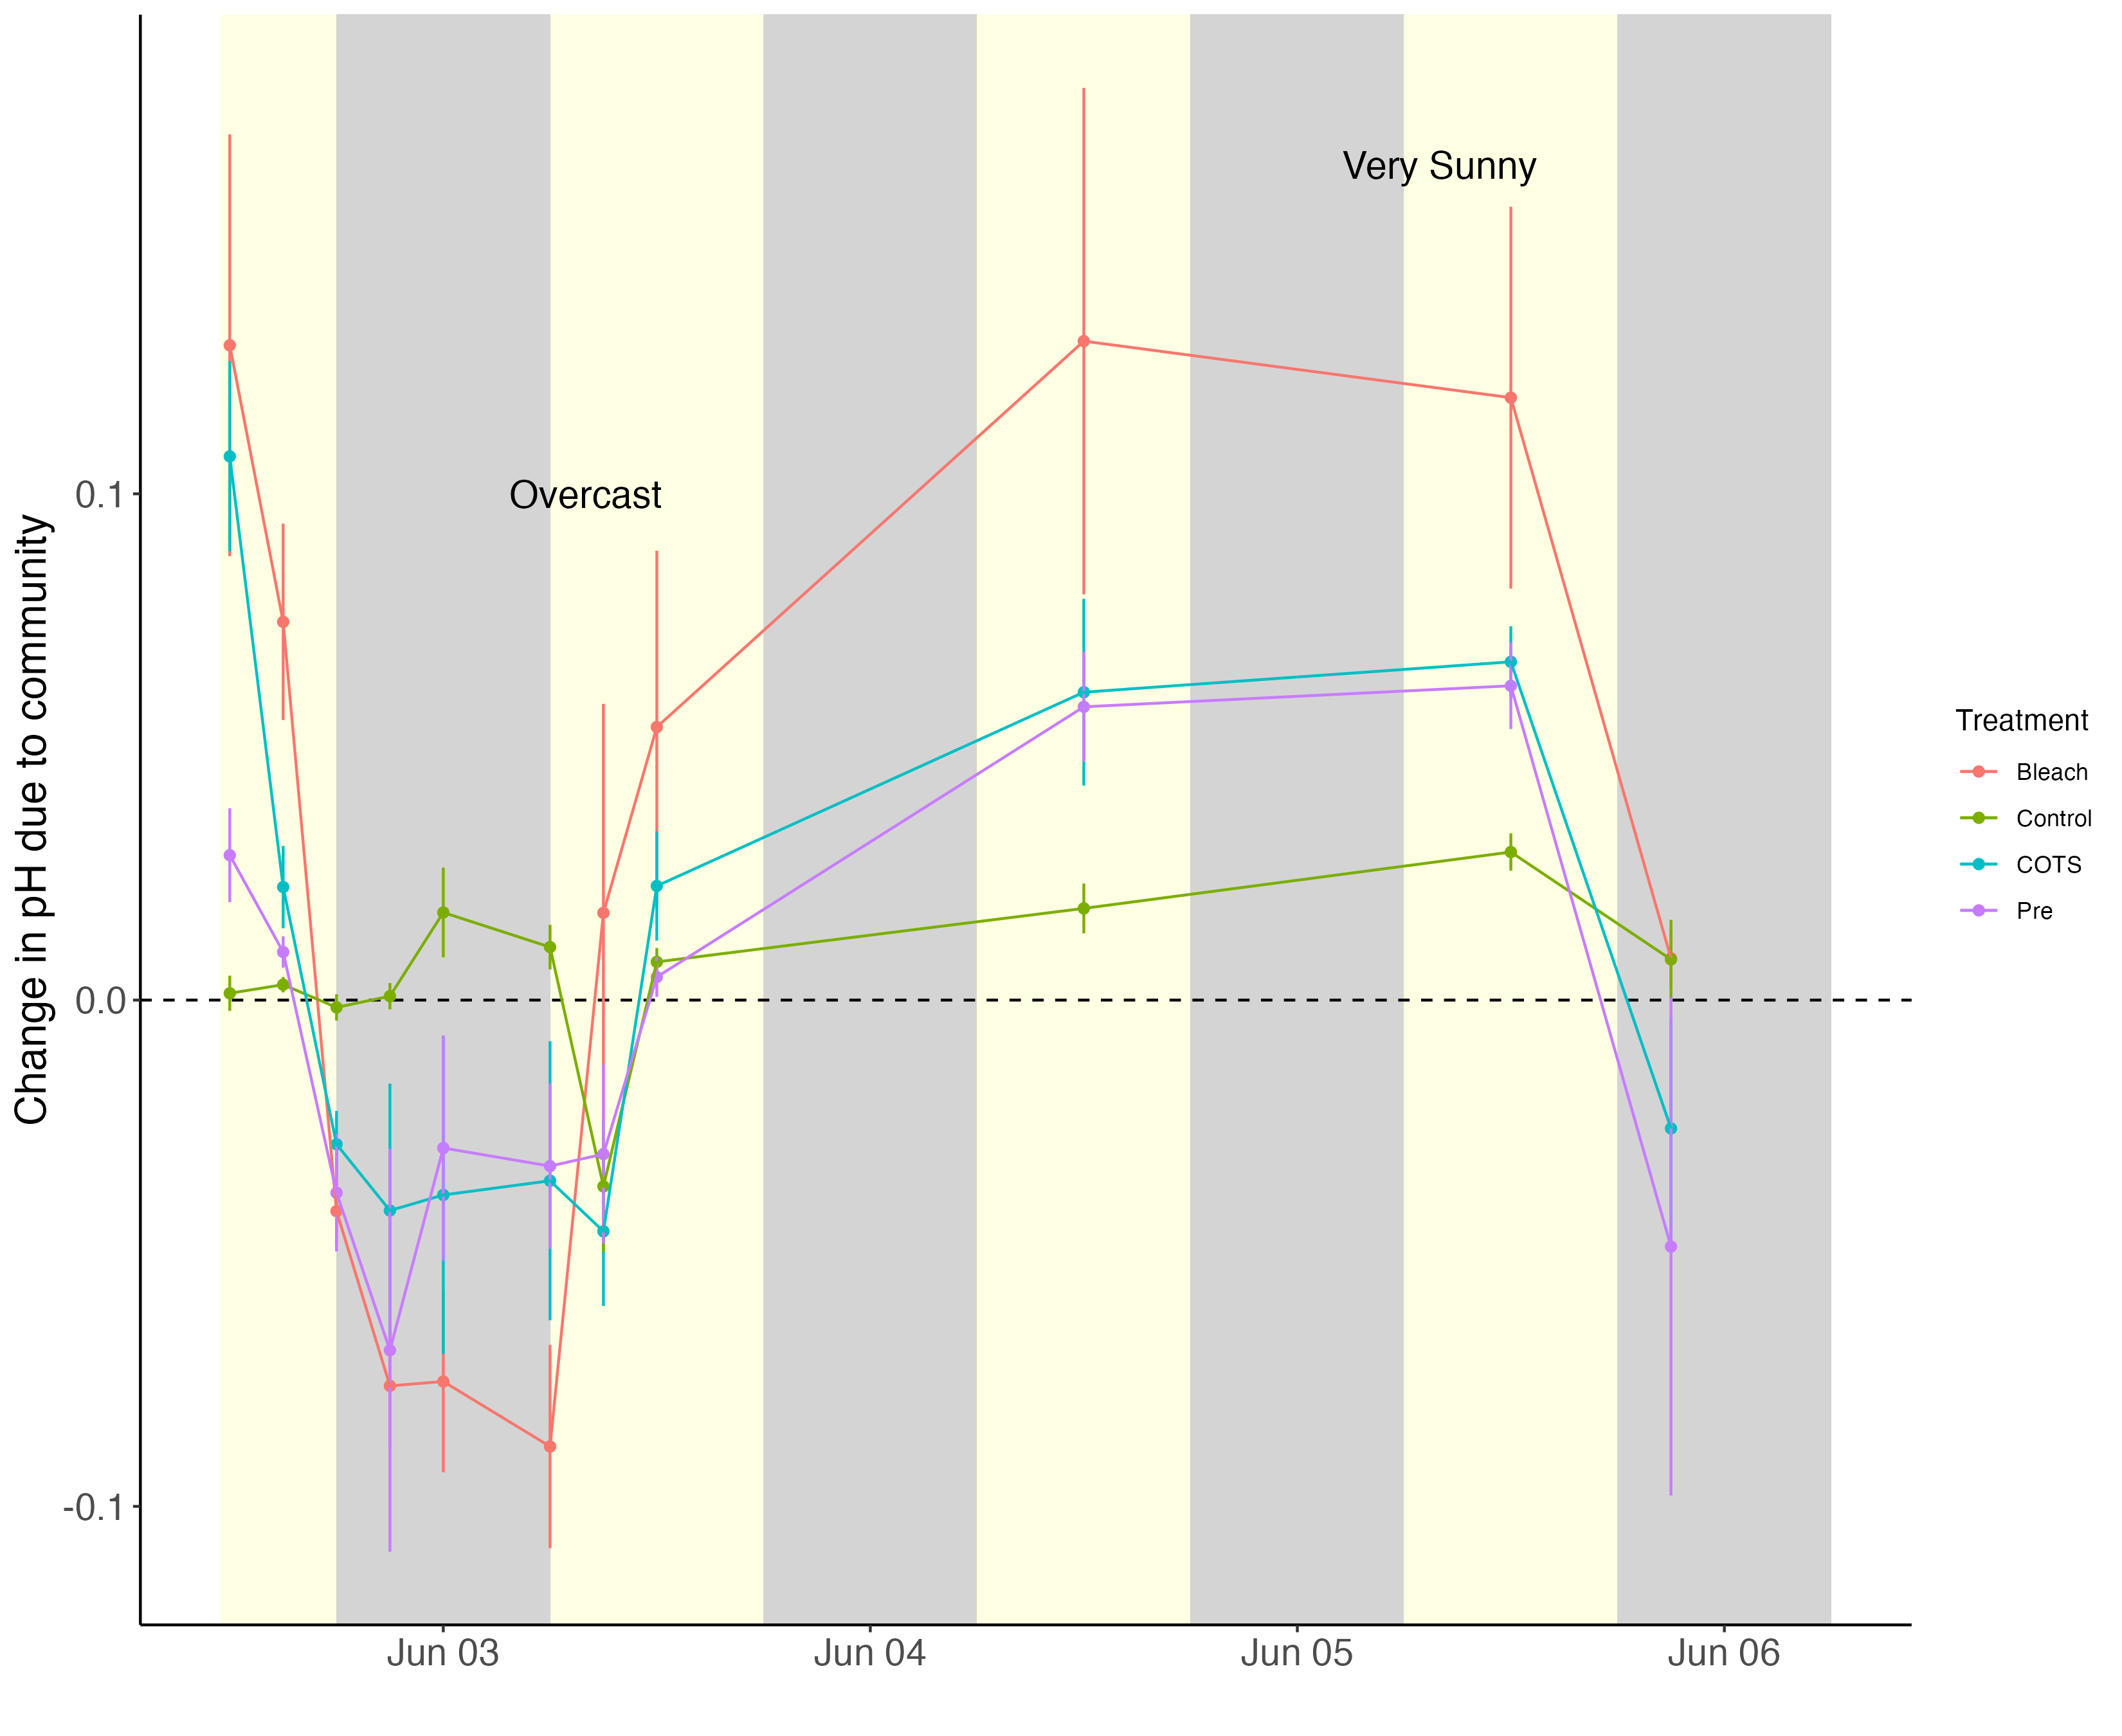 Very Sunny
Overcast
Change in pH due to community
0.1
0.0
-0.1
Jun 03
Jun 04
Jun 05
Jun 06
Treatment
Bleach
Control
COTS
Pre